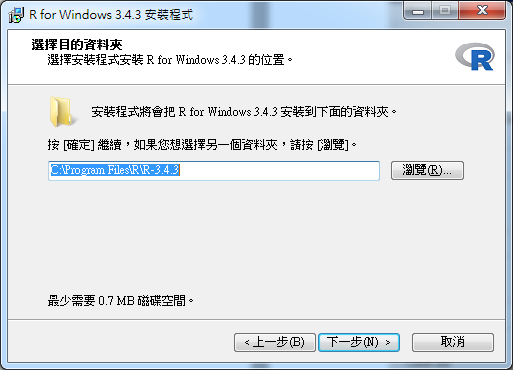 R for Windows 3.4.3 安裝程式
選擇目的資料夾
選擇安裝程式安裝 R for Windows 3.4.3 的位置。
R
安裝程式將會把 R for Windows 3.4.3 安裝到下面的資料夾。
按 [確定] 繼續，如果您想選擇另一個資料夾，請按 [瀏覽]。
C:\Program Files\R\R-3.4.3
瀏覽(R)...
最少需要 0.7 MB 磁碟空間。
< 上一步(B)
下一步(N) >
取消